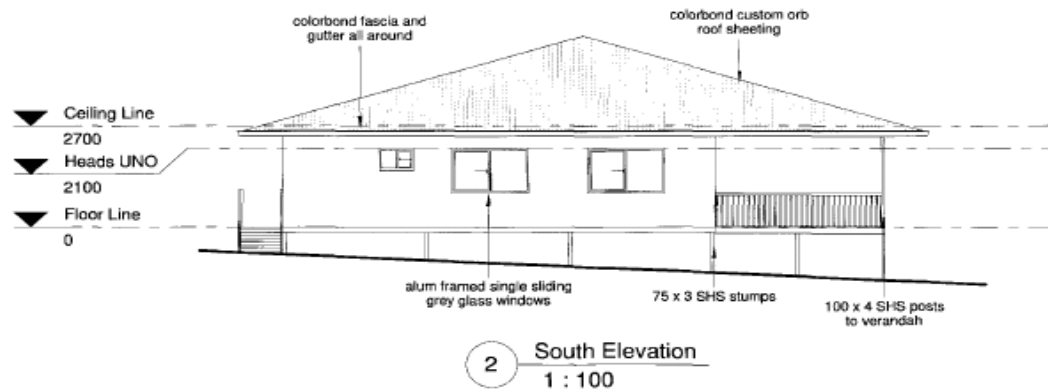 colorbond fascia and
gutter all around
colorbond custom orb
roof sheeting
Ceiling Line
2700
Heads UNO
2100
Floor Line
0
alum framed single sliding
grey glass windows
75 x 3 SHS stumps
100 x 4 SHS posts
to verandah
2
South Elevation
1 : 100